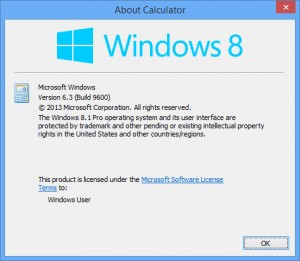 About Calculator
Windows 8
Microsoft Windows
Version 6.3 (Build 9600)
© 2013 Microsoft Corporation. All rights reserved.
The Windows 8.1 Pro operating system and its user interface are
protected by trademark and other pending or existing intellectual property
rights in the United States and other countries/regions.
This product is licensed under the Microsoft Software License
Terms to:
Windows User
OK